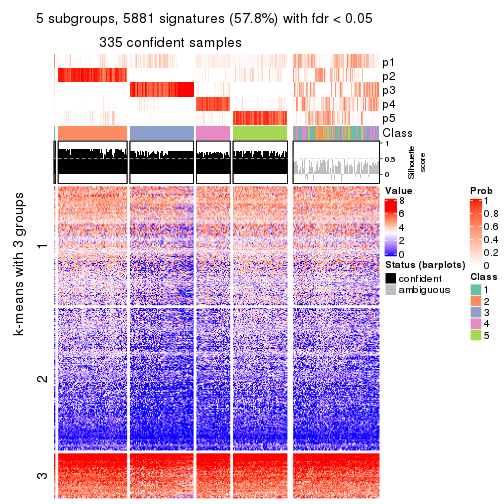 5 subgroups, 5881 signatures (57.8%) with fdr < 0.05
335 confident samples
p1
p2
p3
p4
p5
Class
1
0.5
0
Silhouette
score
k-means with 3 groups
1
2
3
Value
8
6
4
2
0
Status (barplots)
confident
ambiguous
Prob
1
0.8
0.6
0.4
0.2
0
Class
1
2
3
4
5